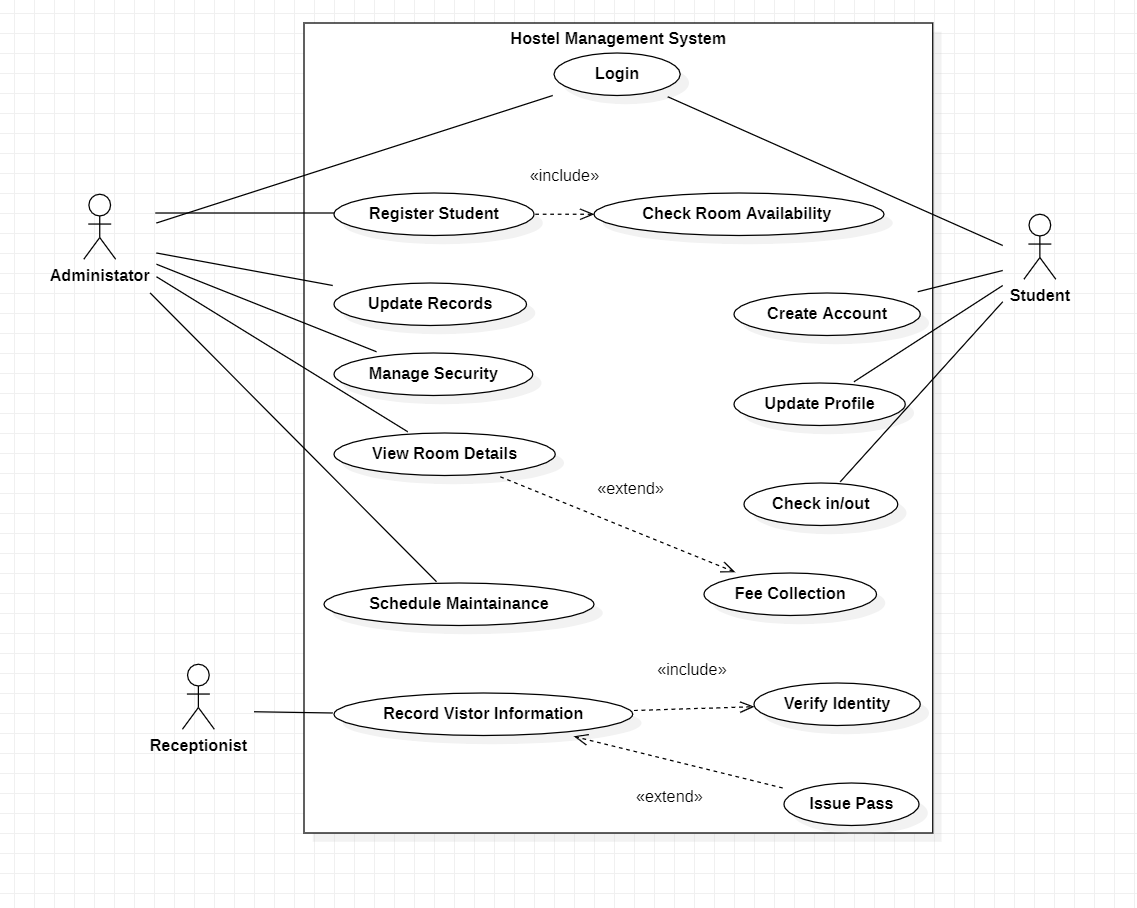 Hostel Management System
Login
«include»
Register Student
Check Room Availability
Administator
Student
Update Records
Create Account
Manage Security
Update Profile
View Room Details
«extend»
Check in/out
Fee Collection
Schedule Maintainance
«include»
Record Vistor Information
Verify Identity
Receptionist
«extend»
Issue Pass